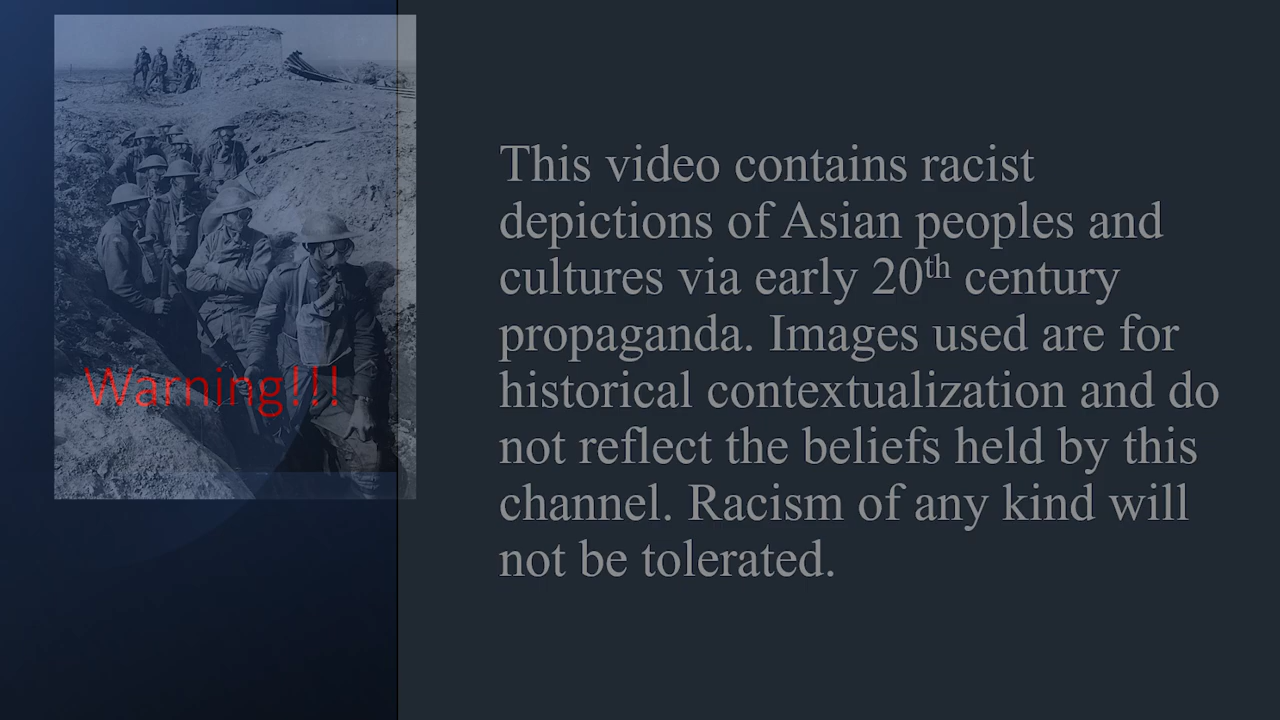 Warning!!!
This video contains racist
depictions of Asian peoples and
cultures via early 20th century
propaganda. Images used are for
historical contextualization and do
not reflect the beliefs held by this
channel. Racism of any kind will
not be tolerated.